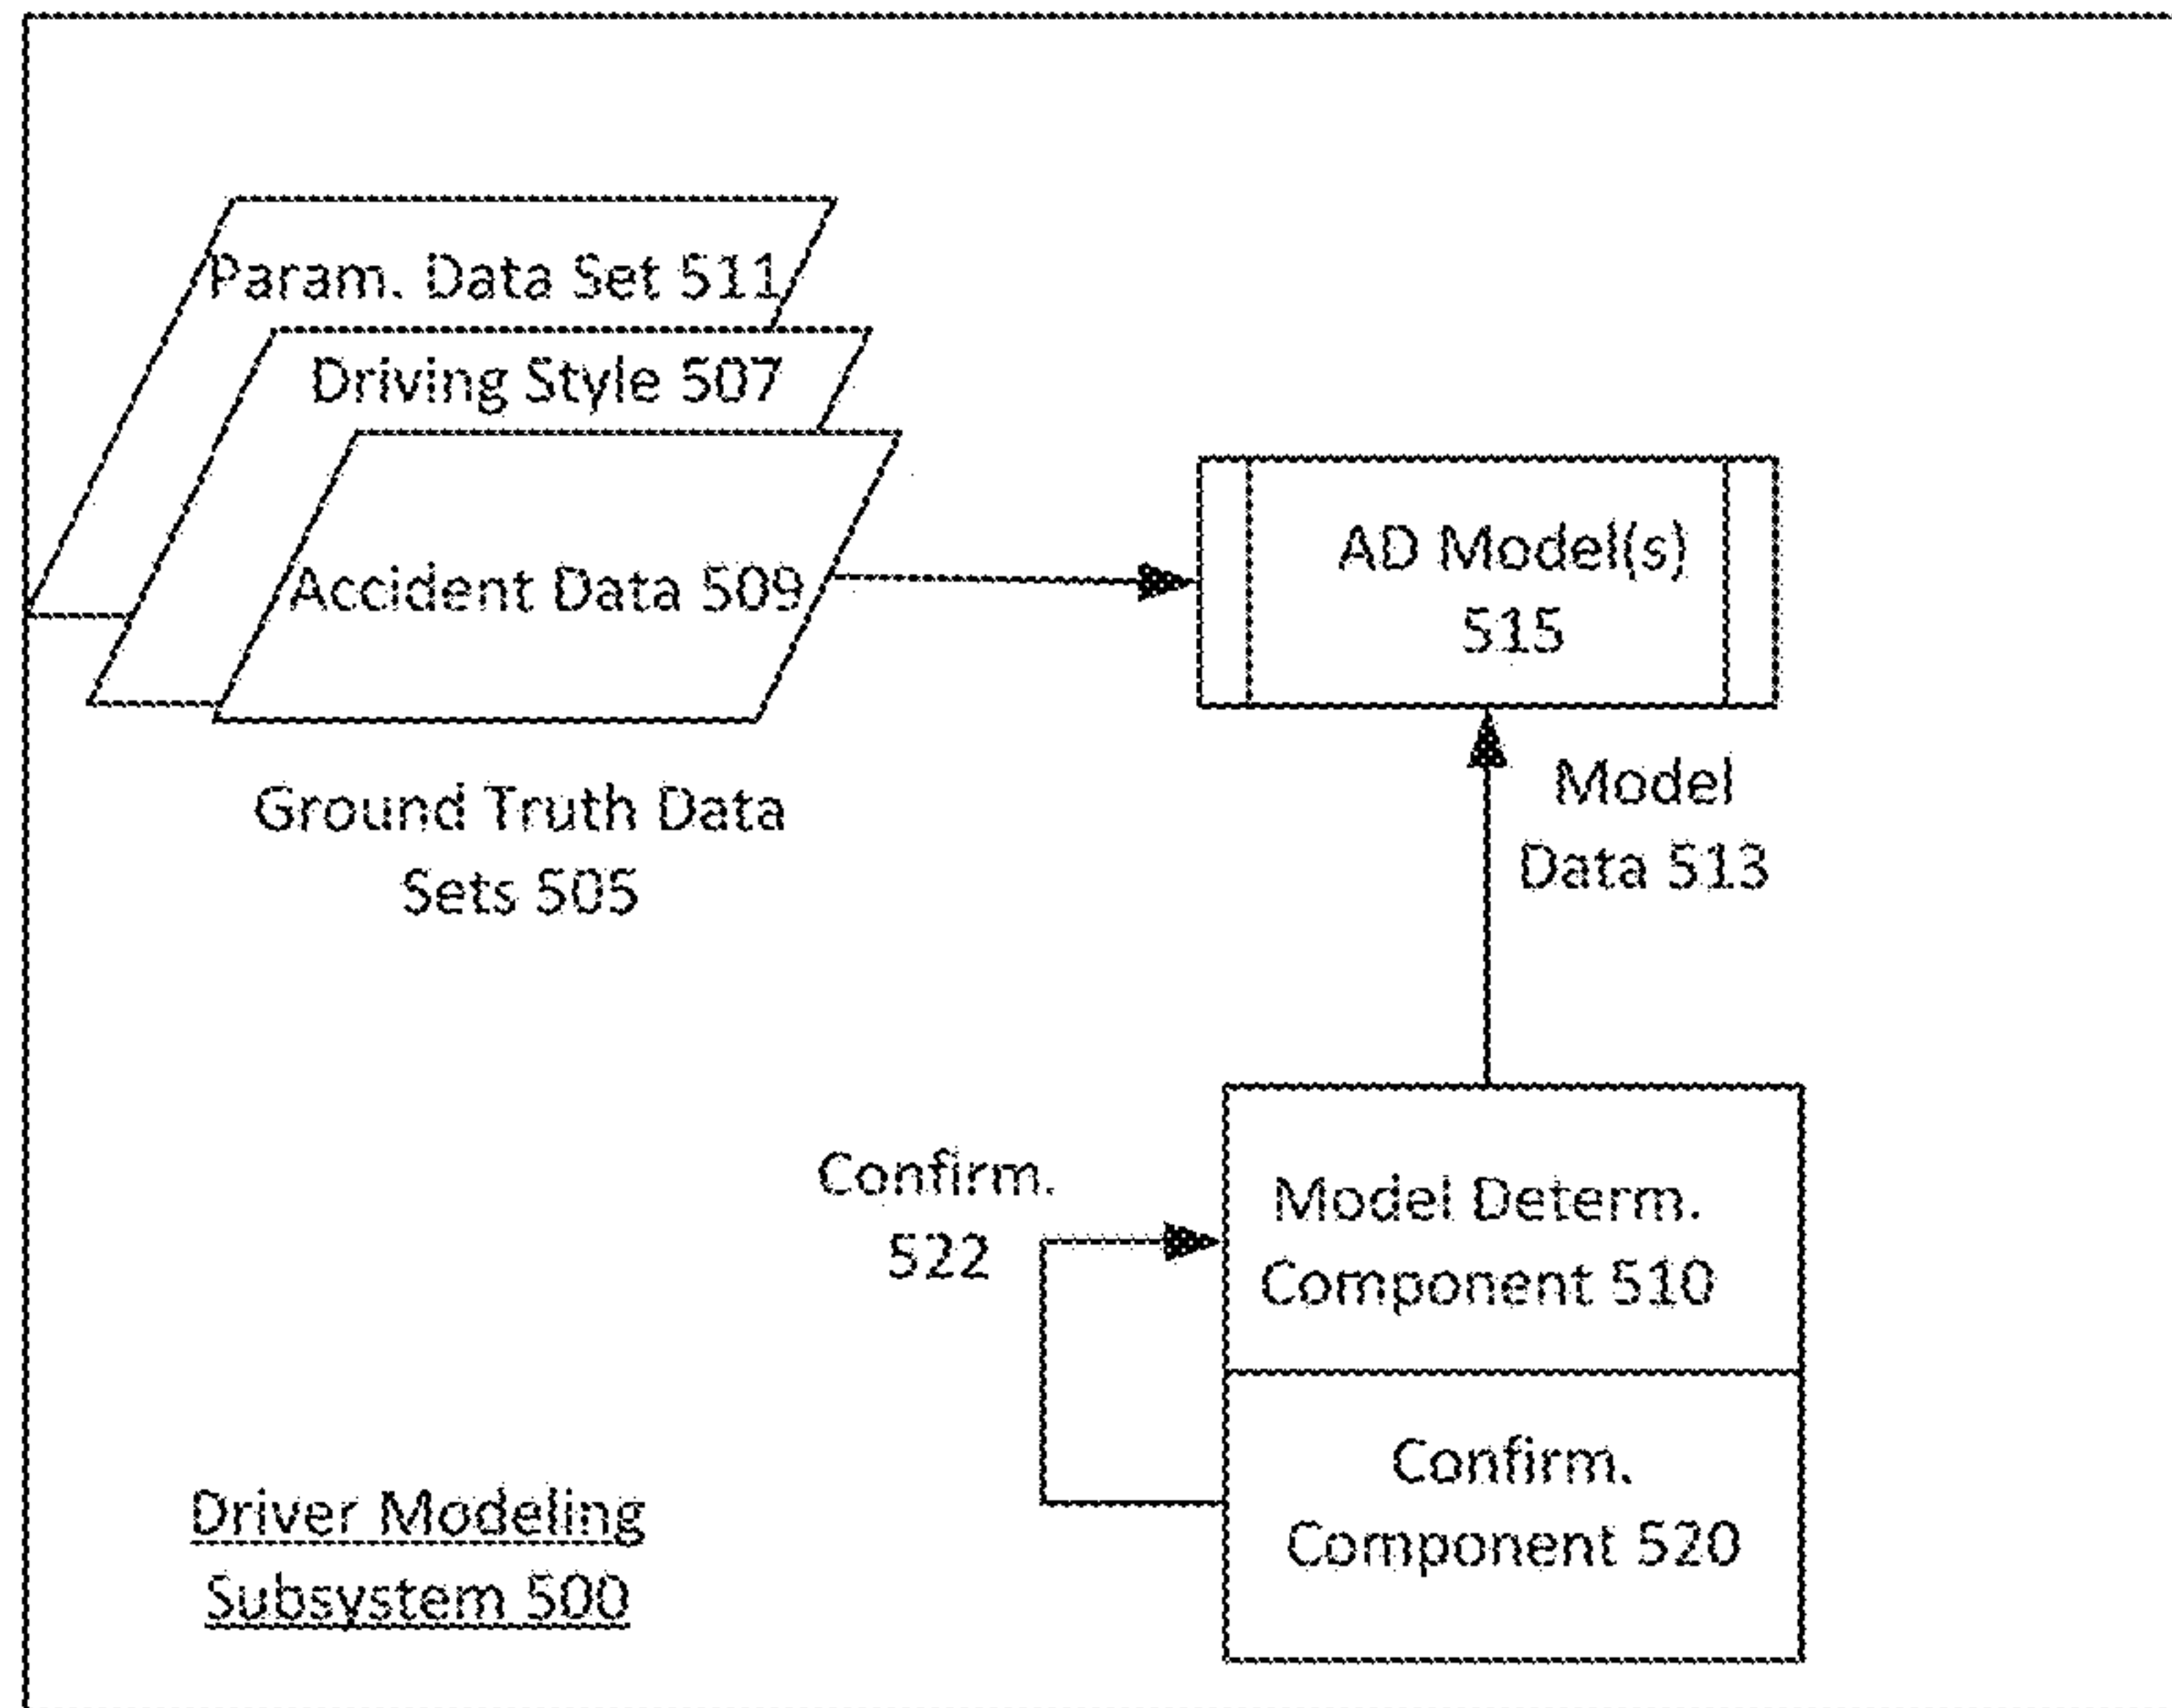 Param. Data Set 511
Driving Style 507
Accident Data 509
Ground Truth Data
Sets 505
AD Model(s)
515
Model
Data 513
Confirm.
522
Model Determ.
Component 510
Confirm.
Component 520
Driver Modeling
Subsystem 500